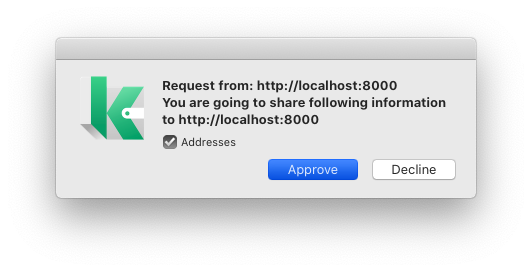 Request from: http://localhost:8000
You are going to share following information
to http://localhost:8000
Addresses
Approve
Decline